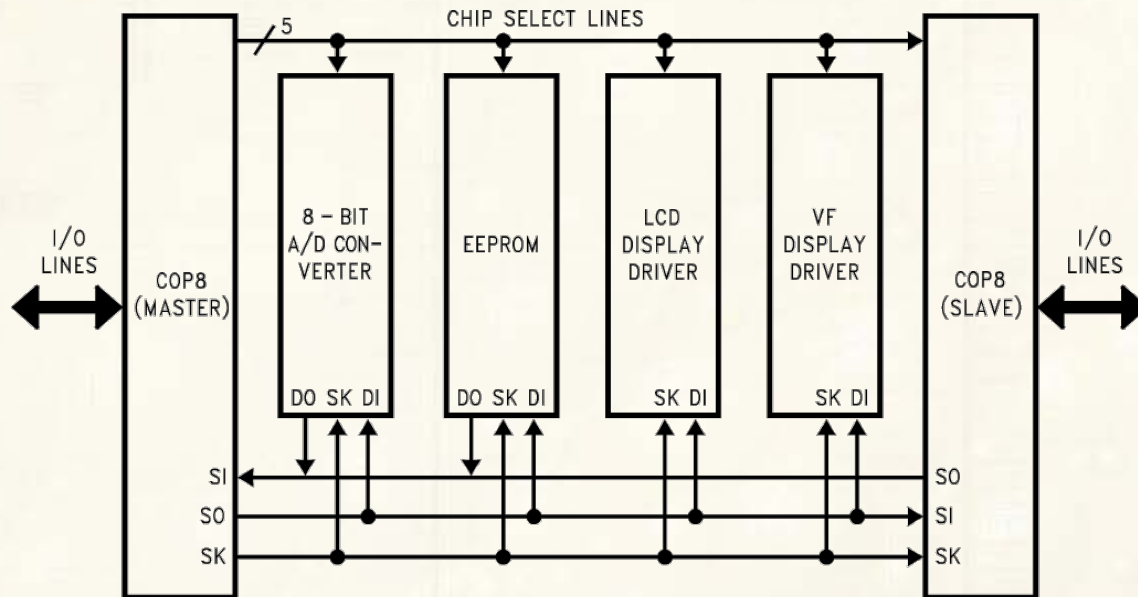 CHIP SELECT LINES
5
I/O
LINES
COP8
(MASTER)
8 – BIT
A/D CON-
VERTER
EEPROM
LCD
DISPLAY
DRIVER
VF
DISPLAY
DRIVER
COP8
(SLAVE)
I/O
LINES
DO SK DI
DO SK DI
SK DI
SK DI
SI
SO
SO
SI
SK
SK